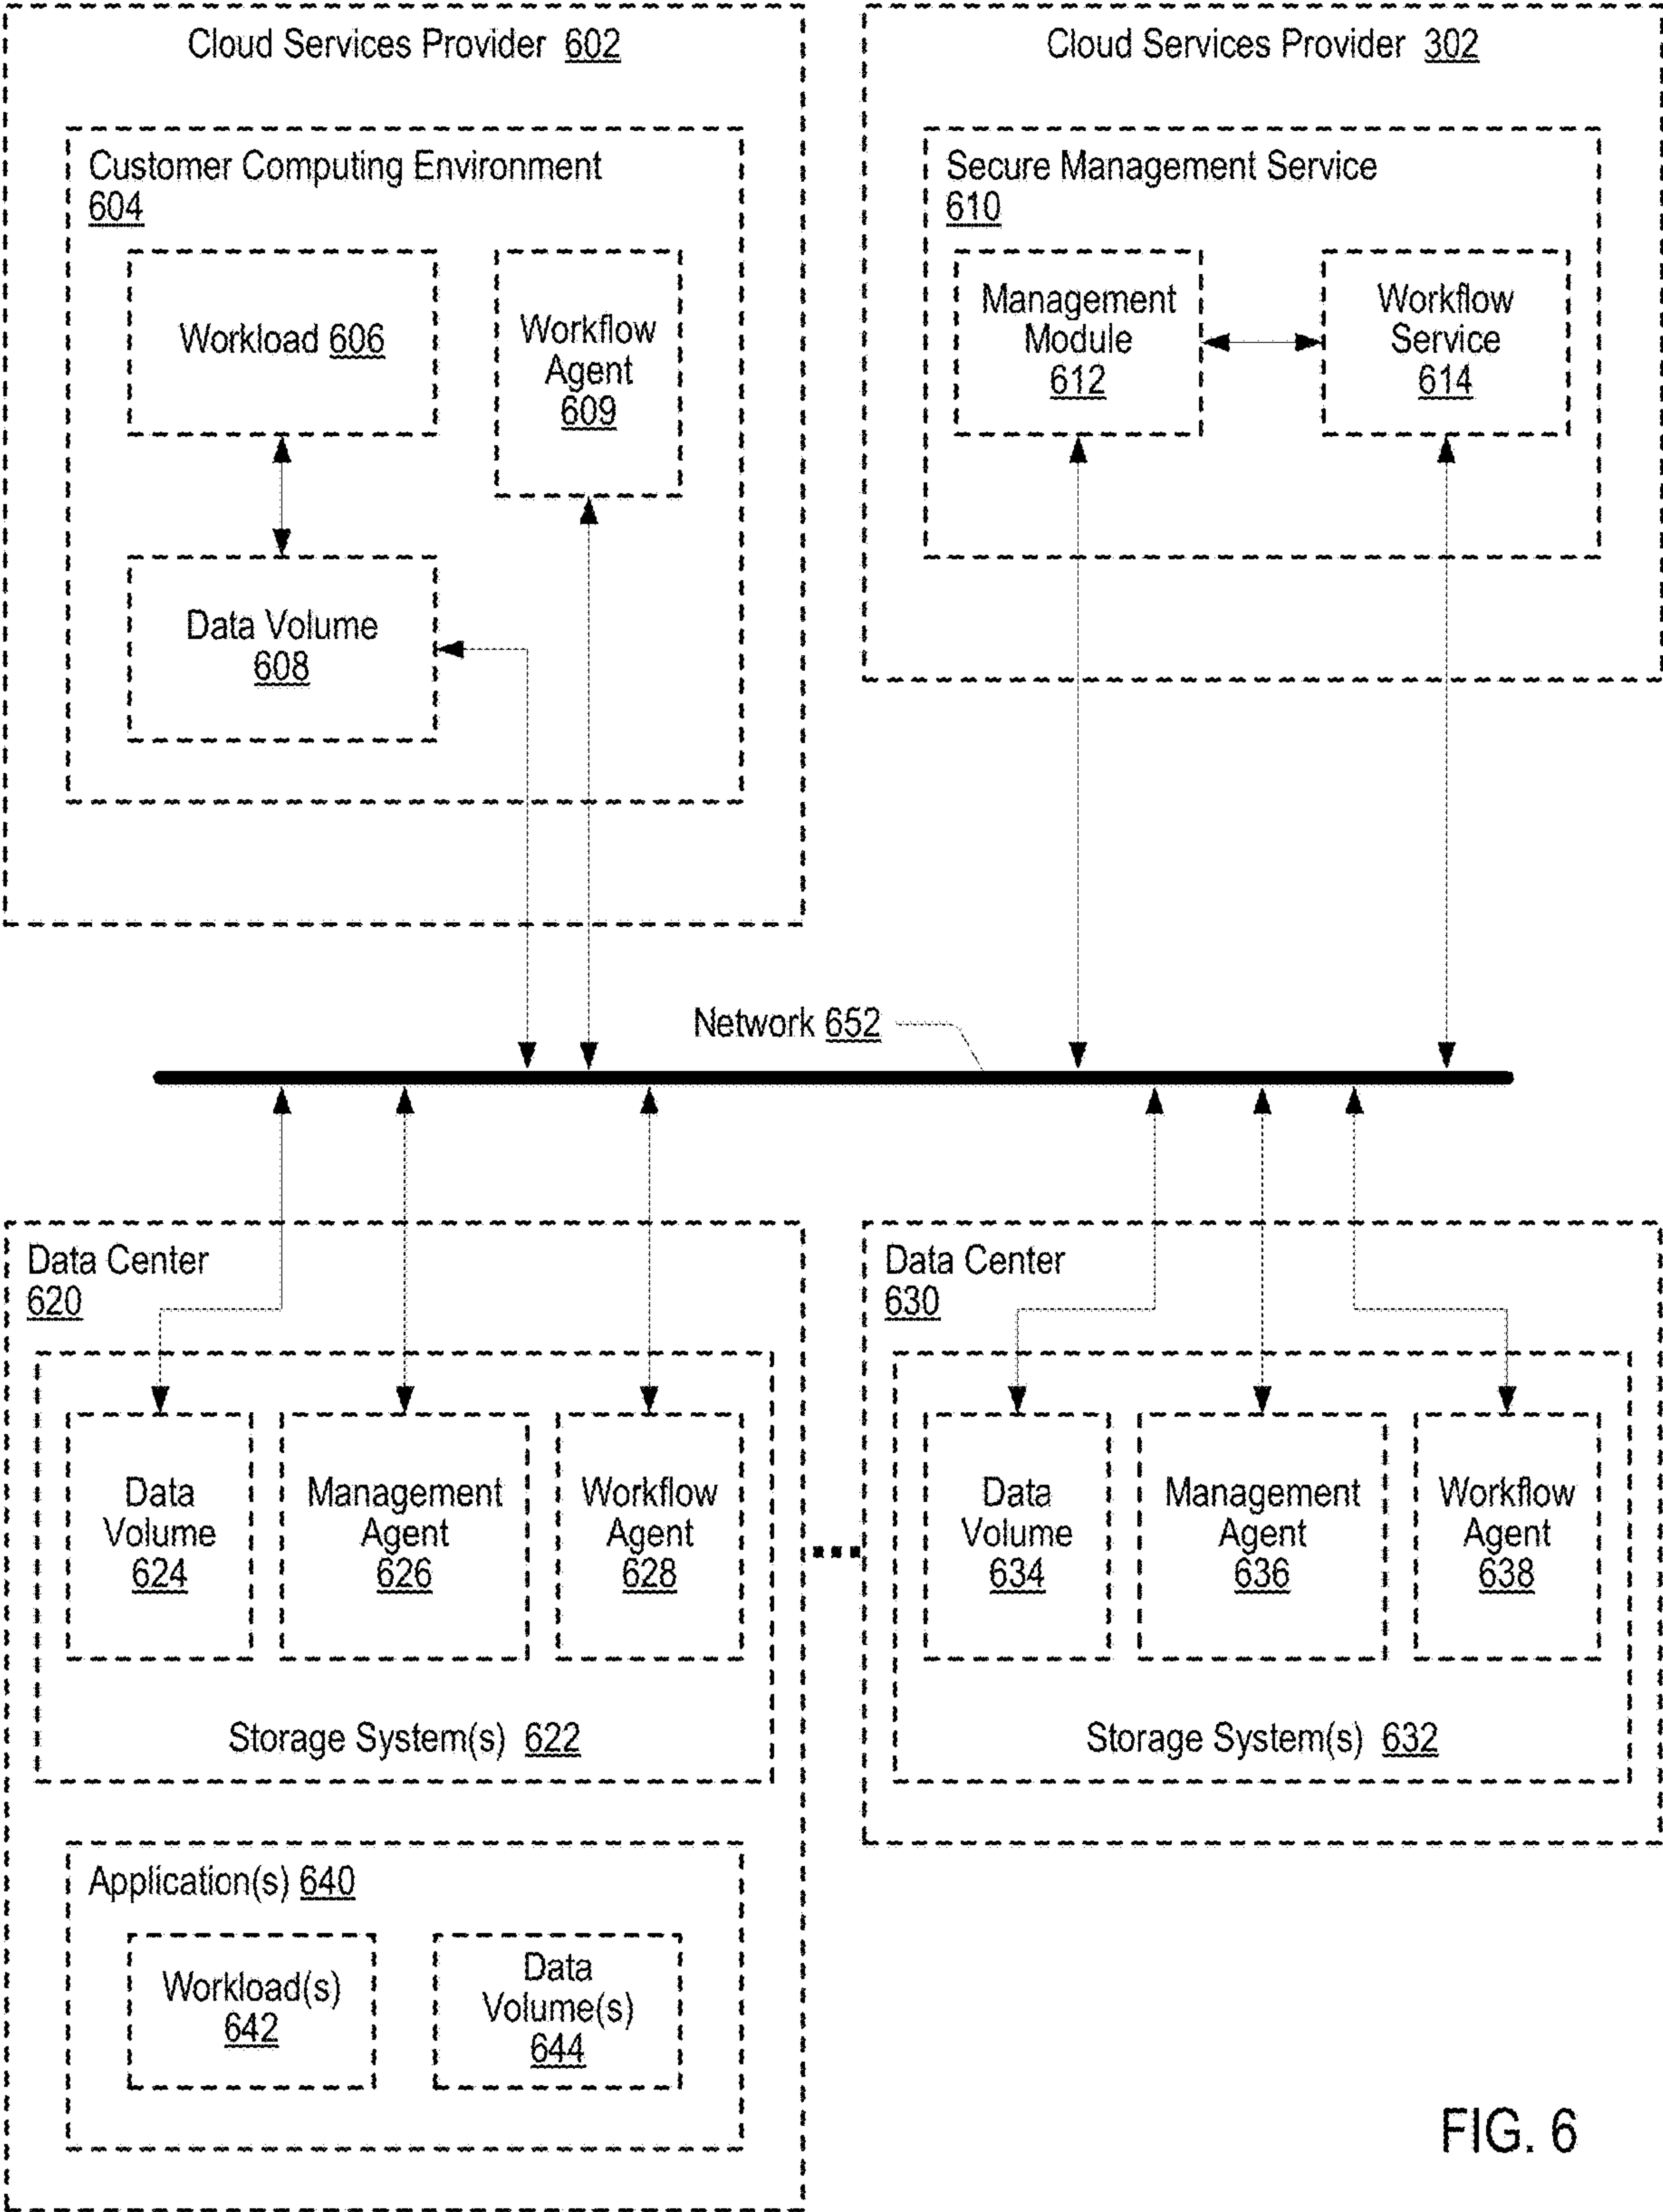 Cloud Services Provider 602
Customer Computing Environment
604
Workload 606
Workflow
Agent
609
Data Volume
608
Cloud Services Provider 302
Secure Management Service
610
Management
Module
612
Workflow
Service
614
Network 652
Data Center
620
Data
Volume
624
Management
Agent
626
Workflow
Agent
628
Storage System(s) 622
Application(s) 640
Workload(s)
642
Data
Volume(s)
644
Data Center
630
Data
Volume
634
Management
Agent
636
Workflow
Agent
638
Storage System(s) 632
FIG. 6